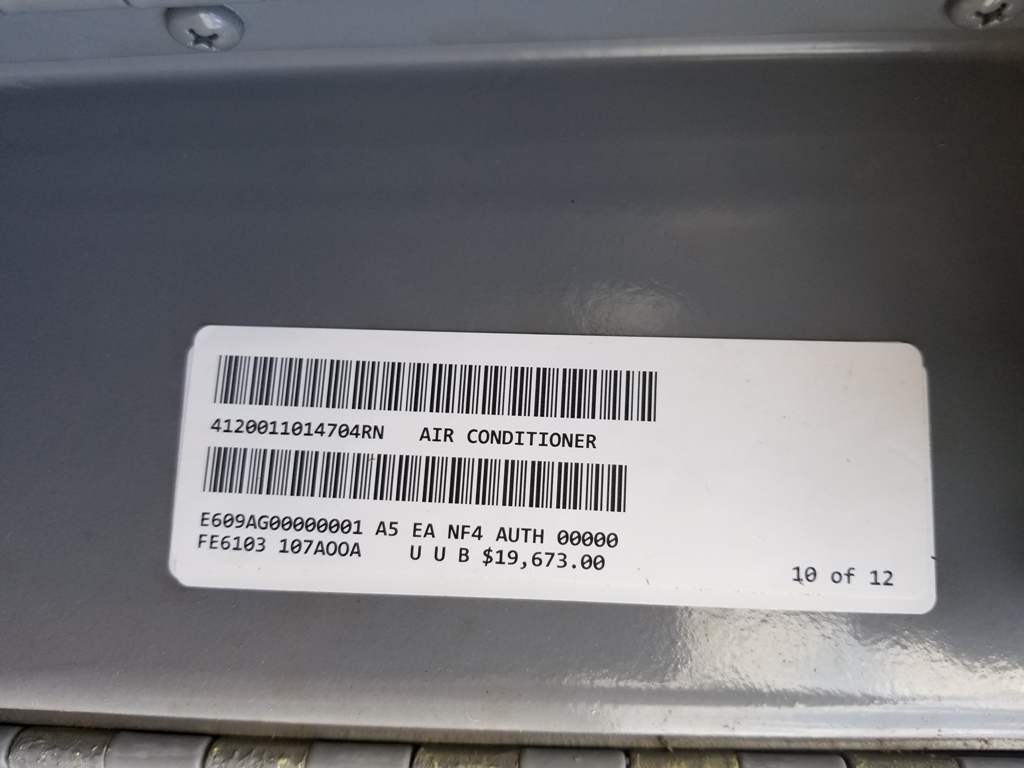 4120011014704RN AIR CONDITIONER
E609AG00000001 A5 EA NF4 AUTH 00000
FE6103 107A00A U U B $19,673.00
10 of 12